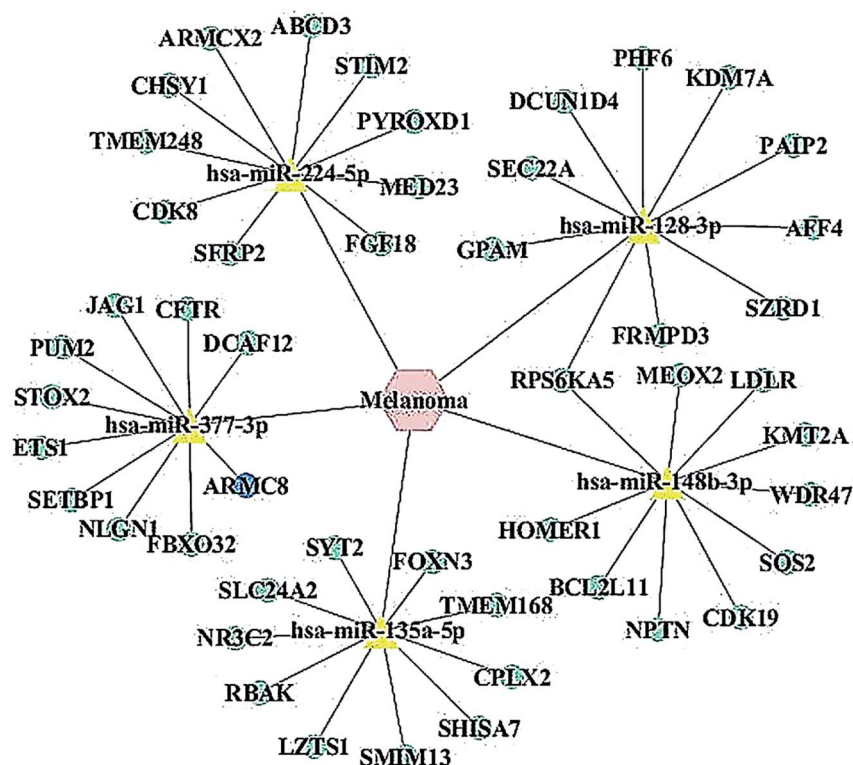 ABCD3
ARMCX2
STIM2
CHSY1
PYROXD1
TMEM248
hsa-miR-224-5p
MED23
CDK8
SFRP2
FGF18
PHF6
KDM7A
DCUN1D4
PAIP2
SEC22A
hsa-miR-128-3p
AFF4
GPAM
SZRD1
FRMPD3
RPS6KA5
JAG1
CETR
DCAF12
PUM2
STOX2
hsa-miR-377-3p
ETS1
ARMC8
SETBP1
NLGN1
FBXO32
Melanoma
MEOX2
LDLR
KMT2A
hsa-miR-148b-3p
WDR47
HOMER1
SOS2
BCL2L11
CDK19
NPTN
SYT2
FOXN3
SLC24A2
TMEM168
NR3C2
hsa-miR-135a-5p
CPLX2
RBAK
SHISA7
LZTS1
SMIM13